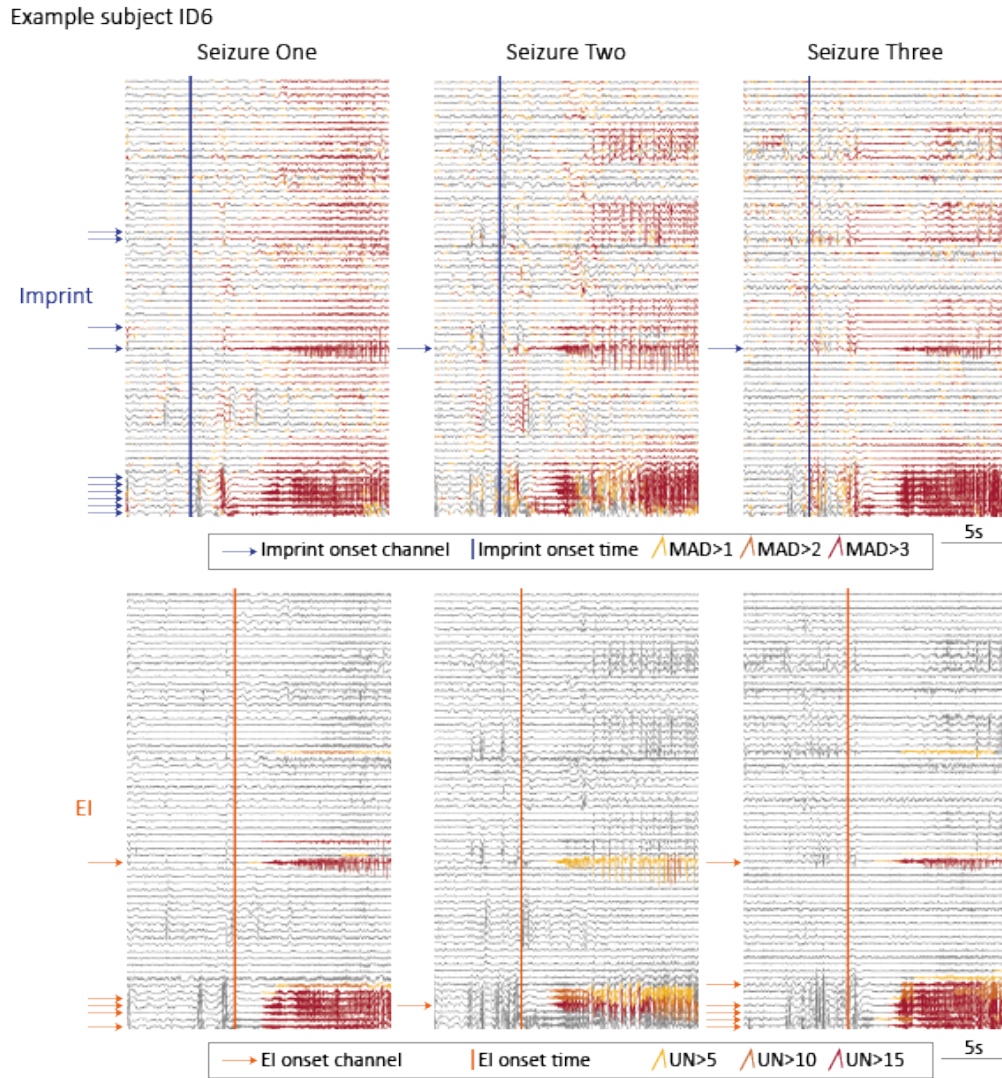 Example subject ID6
Seizure One
Seizure Two
Seizure Three
Imprint
5s
Imprint onset channel Imprint onset time MAD>1 MAD>2 MAD>3
EI
EI onset channel EI onset time UN>5 UN>10 UN>15
5s